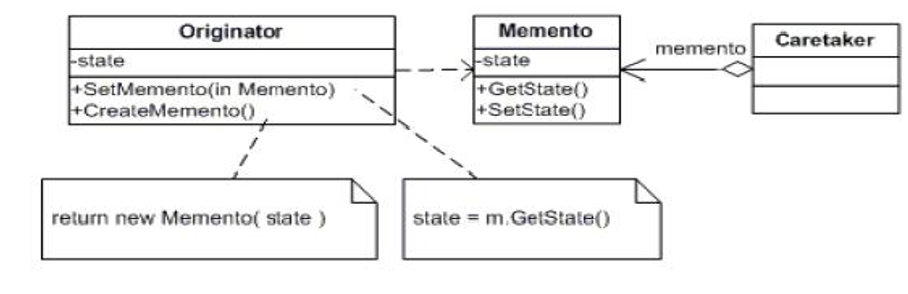 Originator
-state
+SetMemento(in Memento)
+CreateMemento()
Memento
-state
+GetState()
+SetState()
memento
Caretaker
return new Memento( state )
state = m.GetState()